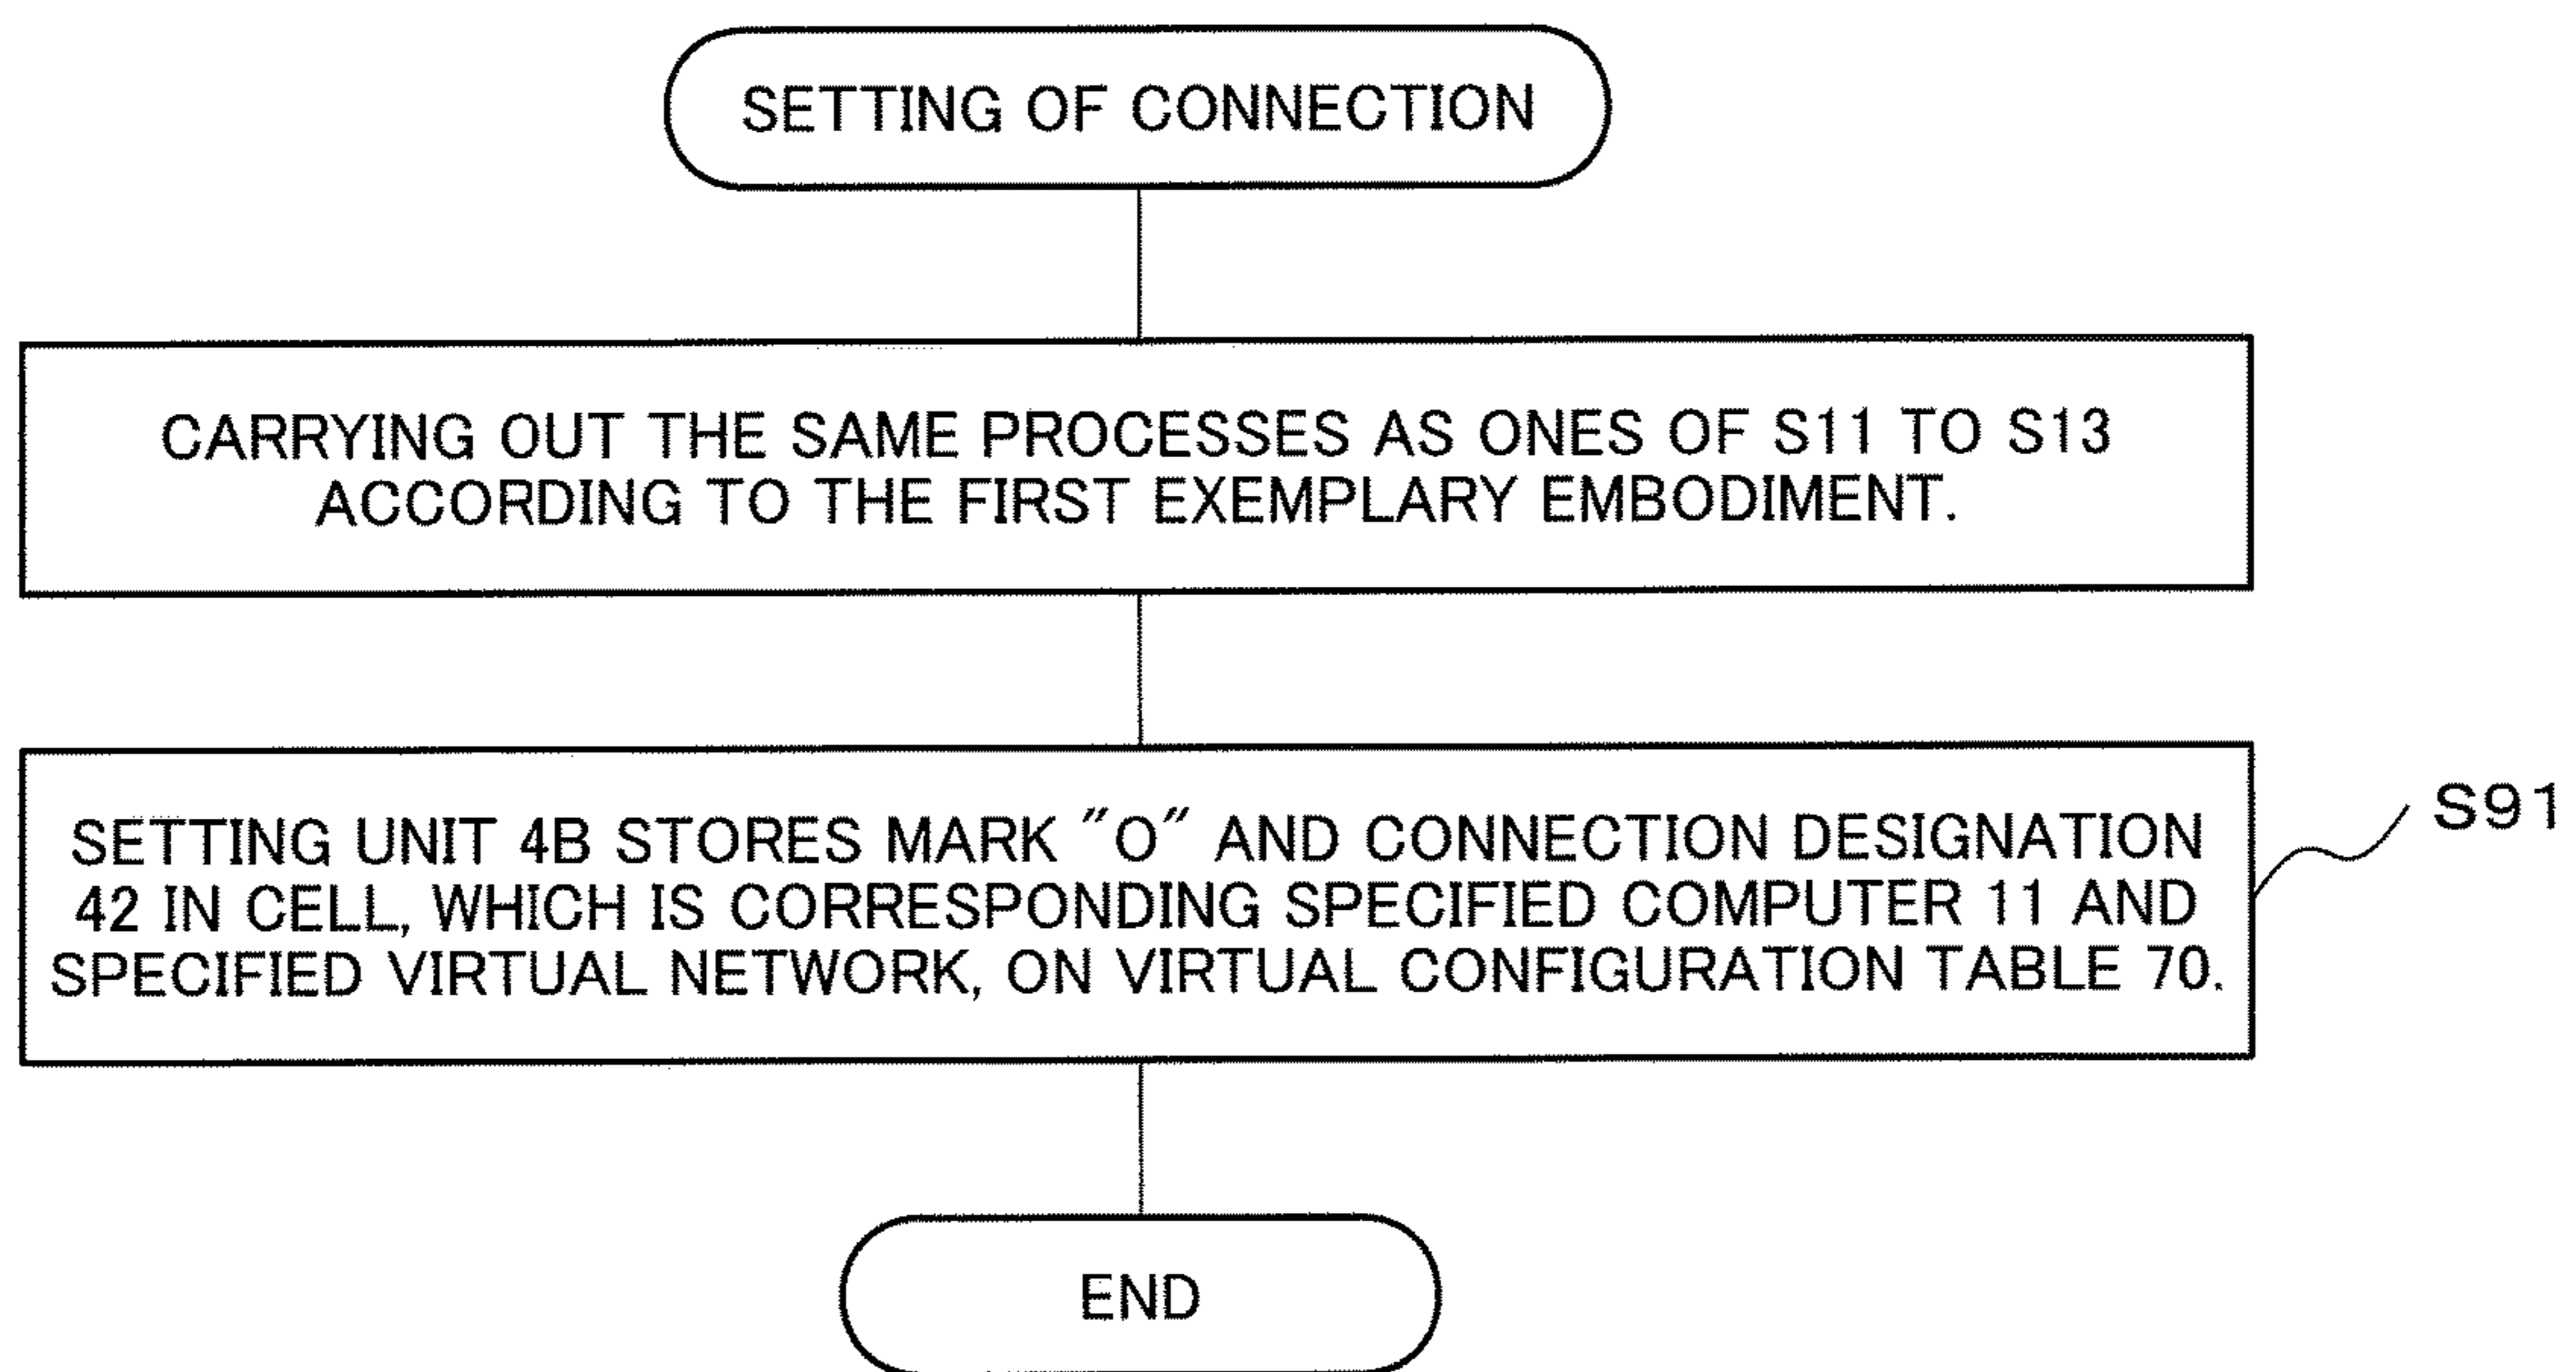 SETTING OF CONNECTION
CARRYING OUT THE SAME PROCESSES AS ONES OF S11 TO S13
ACCORDING TO THE FIRST EXEMPLARY EMBODIMENT.
SETTING UNIT 4B STORES MARK "O" AND CONNECTION DESIGNATION
42 IN CELL, WHICH IS CORRESPONDING SPECIFIED COMPUTER 11 AND
SPECIFIED VIRTUAL NETWORK, ON VIRTUAL CONFIGURATION TABLE 70.
S91
END